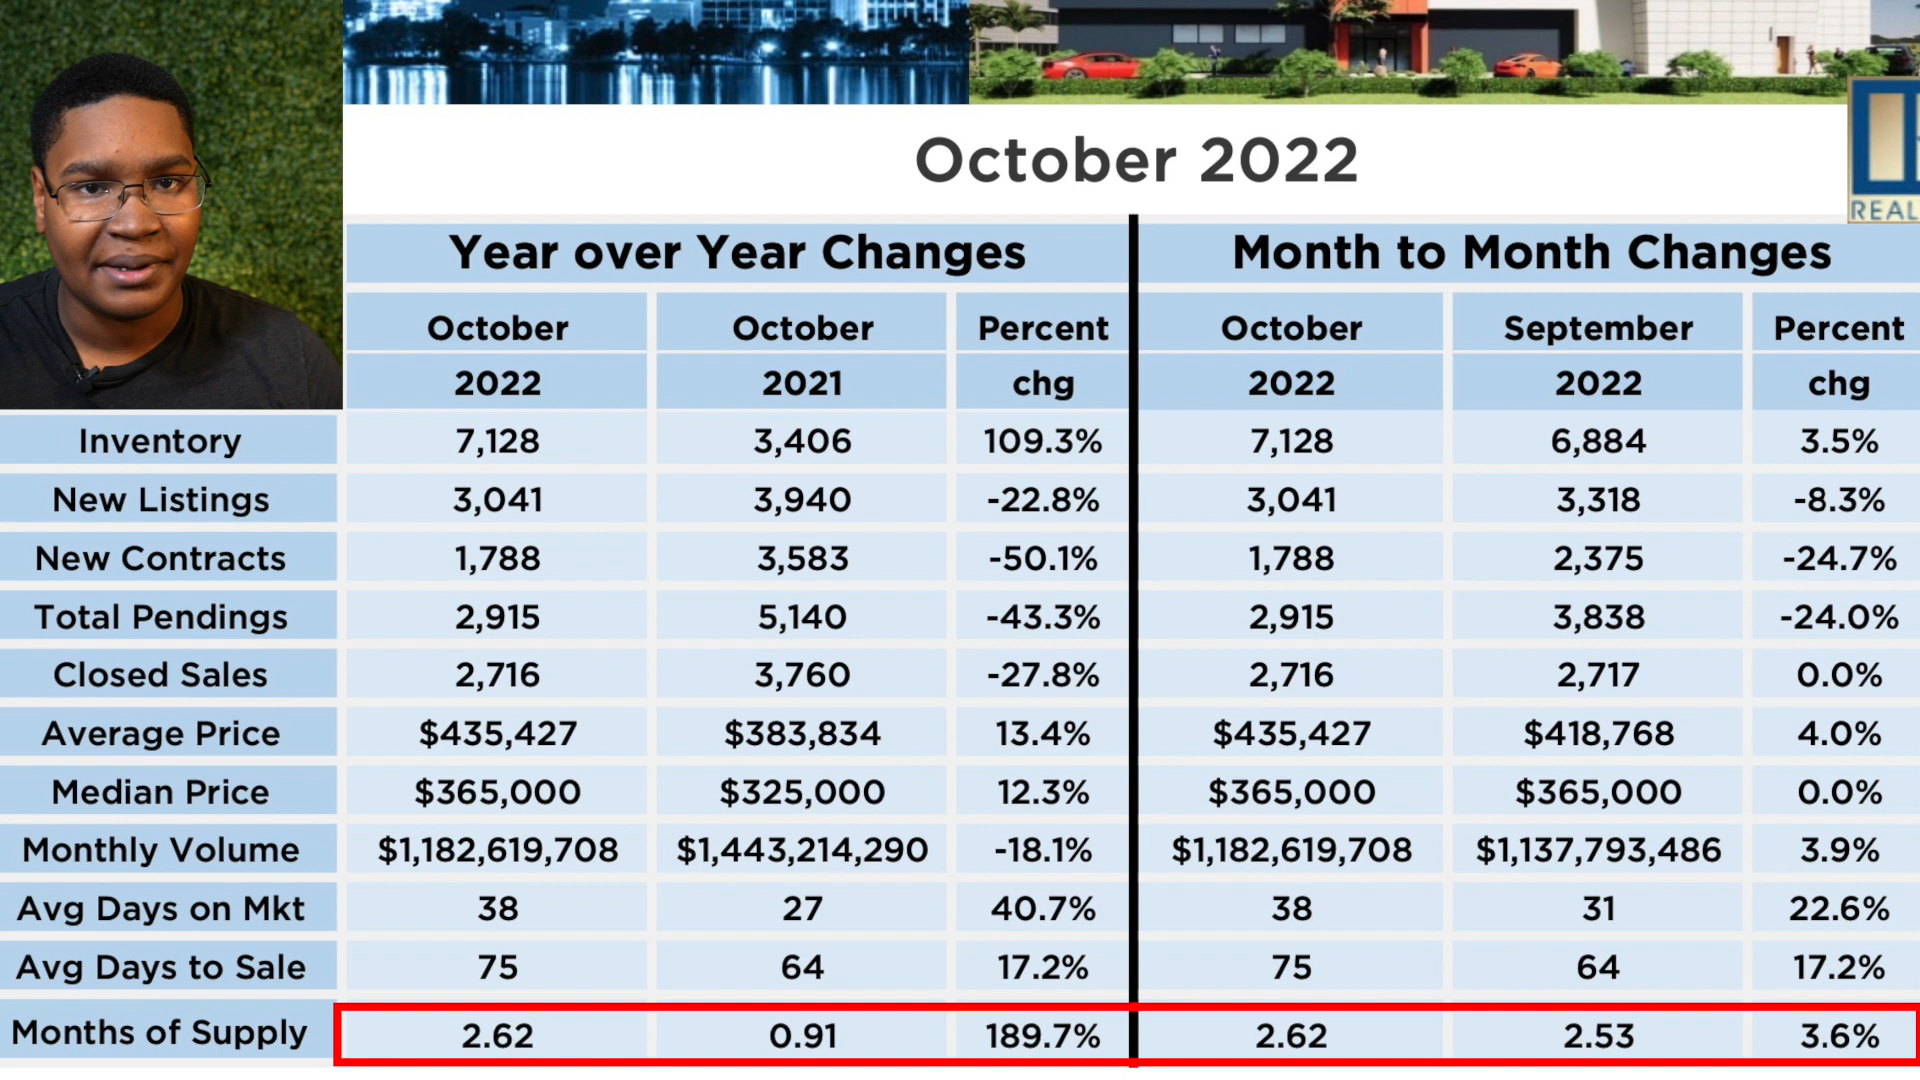 October 2022
REAL
Year over Year Changes Month to Month Changes
October October Percent October September Percent
2022 2021 chg 2022 2022 chg
Inventory 7,128 3,406 109.3% 7,128 6,884 3.5%
New Listings 3,041 3,940 -22.8% 3,041 3,318 -8.3%
New Contracts 1,788 3,583 -50.1% 1,788 2,375 -24.7%
Total Pendings 2,915 5,140 -43.3% 2,915 3,838 -24.0%
Closed Sales 2,716 3,760 -27.8% 2,716 2,717 0.0%
Average Price $435,427 $383,834 13.4% $435,427 $418,768 4.0%
Median Price $365,000 $325,000 12.3% $365,000 $365,000 0.0%
Monthly Volume $1,182,619,708 $1,443,214,290 -18.1% $1,182,619,708 $1,137,793,486 3.9%
Avg Days on Mkt 38 27 40.7% 38 31 22.6%
Avg Days to Sale 75 64 17.2% 75 64 17.2%
Months of Supply 2.62 0.91 189.7% 2.62 2.53 3.6%